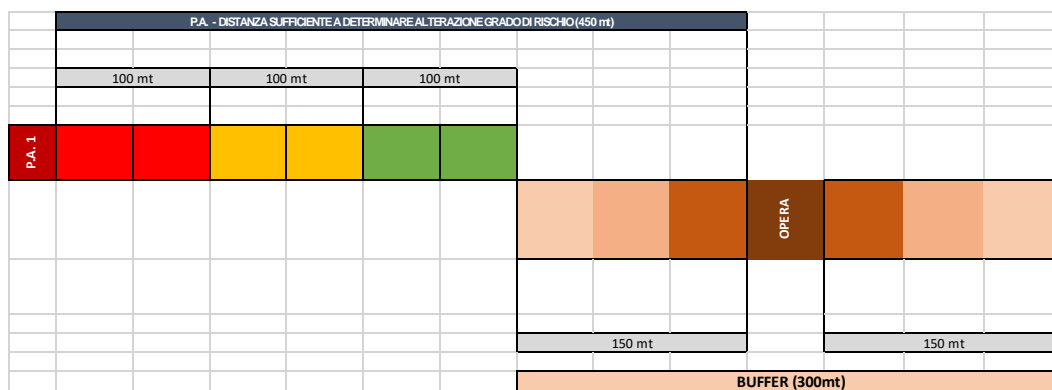 P.A. - DISTANZA SUFFICIENTE A DETERMINARE ALTERAZIONE GRADO DI RISCHIO (450 mt)
100 mt
100 mt
100 mt
P.A. 1
OPERA
150 mt
150 mt
BUFFER (300mt)